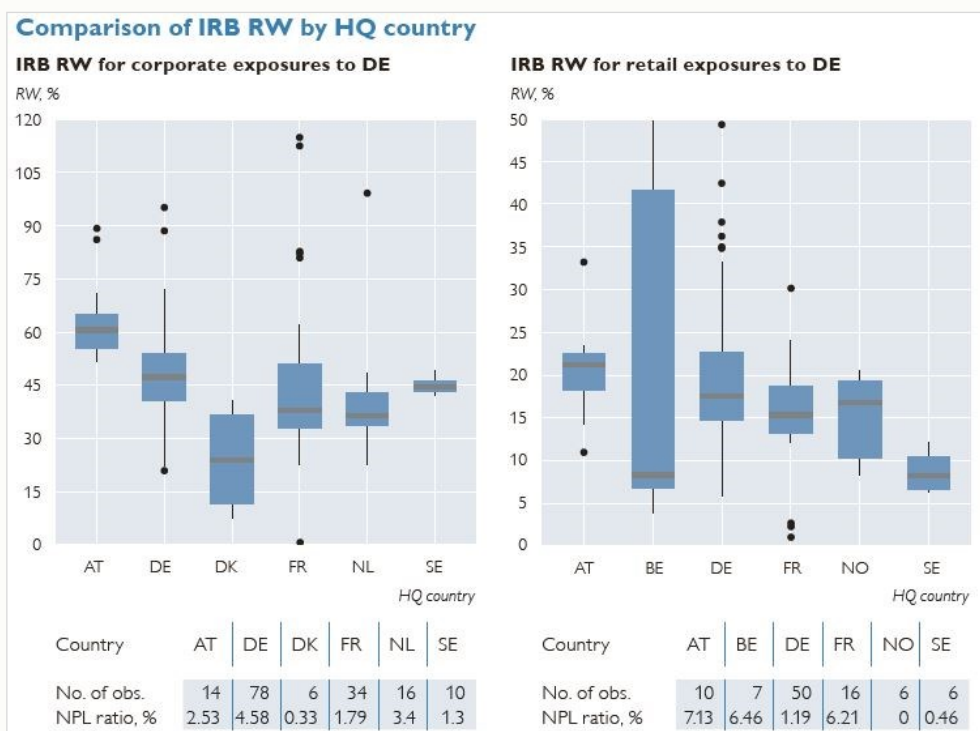 Comparison of IRB RW by HQ country
IRB RW for corporate exposures to DE
RW, %
120
105
90
75
60
45
30
15
0
AT DE DK FR NL SE
HQ country
Country AT DE DK FR NL SE
No. of obs. 14 78 6 34 16 10
NPL ratio, % 2.53 4.58 0.33 1.79 3.4 1.3
IRB RW for retail exposures to DE
RW, %
50
45
40
35
30
25
20
15
10
5
0
AT BE DE FR NO SE
HQ country
Country AT BE DE FR NO SE
No. of obs. 10 7 50 16 6 6
NPL ratio, % 7.13 6.46 1.19 6.21 0 0.46